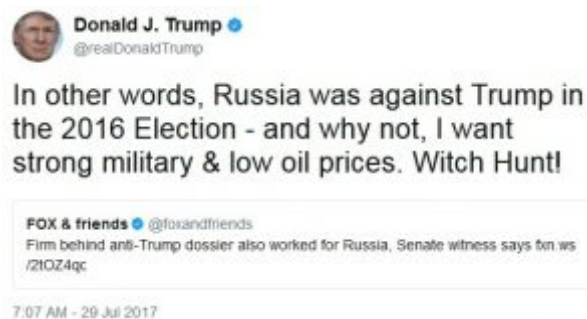 Donald J. Trump
@realDonaldTrump
In other words, Russia was against Trump in
the 2016 Election - and why not, I want
strong military & low oil prices. Witch Hunt!
FOX & friends @foxandfriends
Firm behind anti-Trump dossier also worked for Russia, Senate witness says fxn.ws
/2tOZ4qc
7:07 AM - 29 Jul 2017